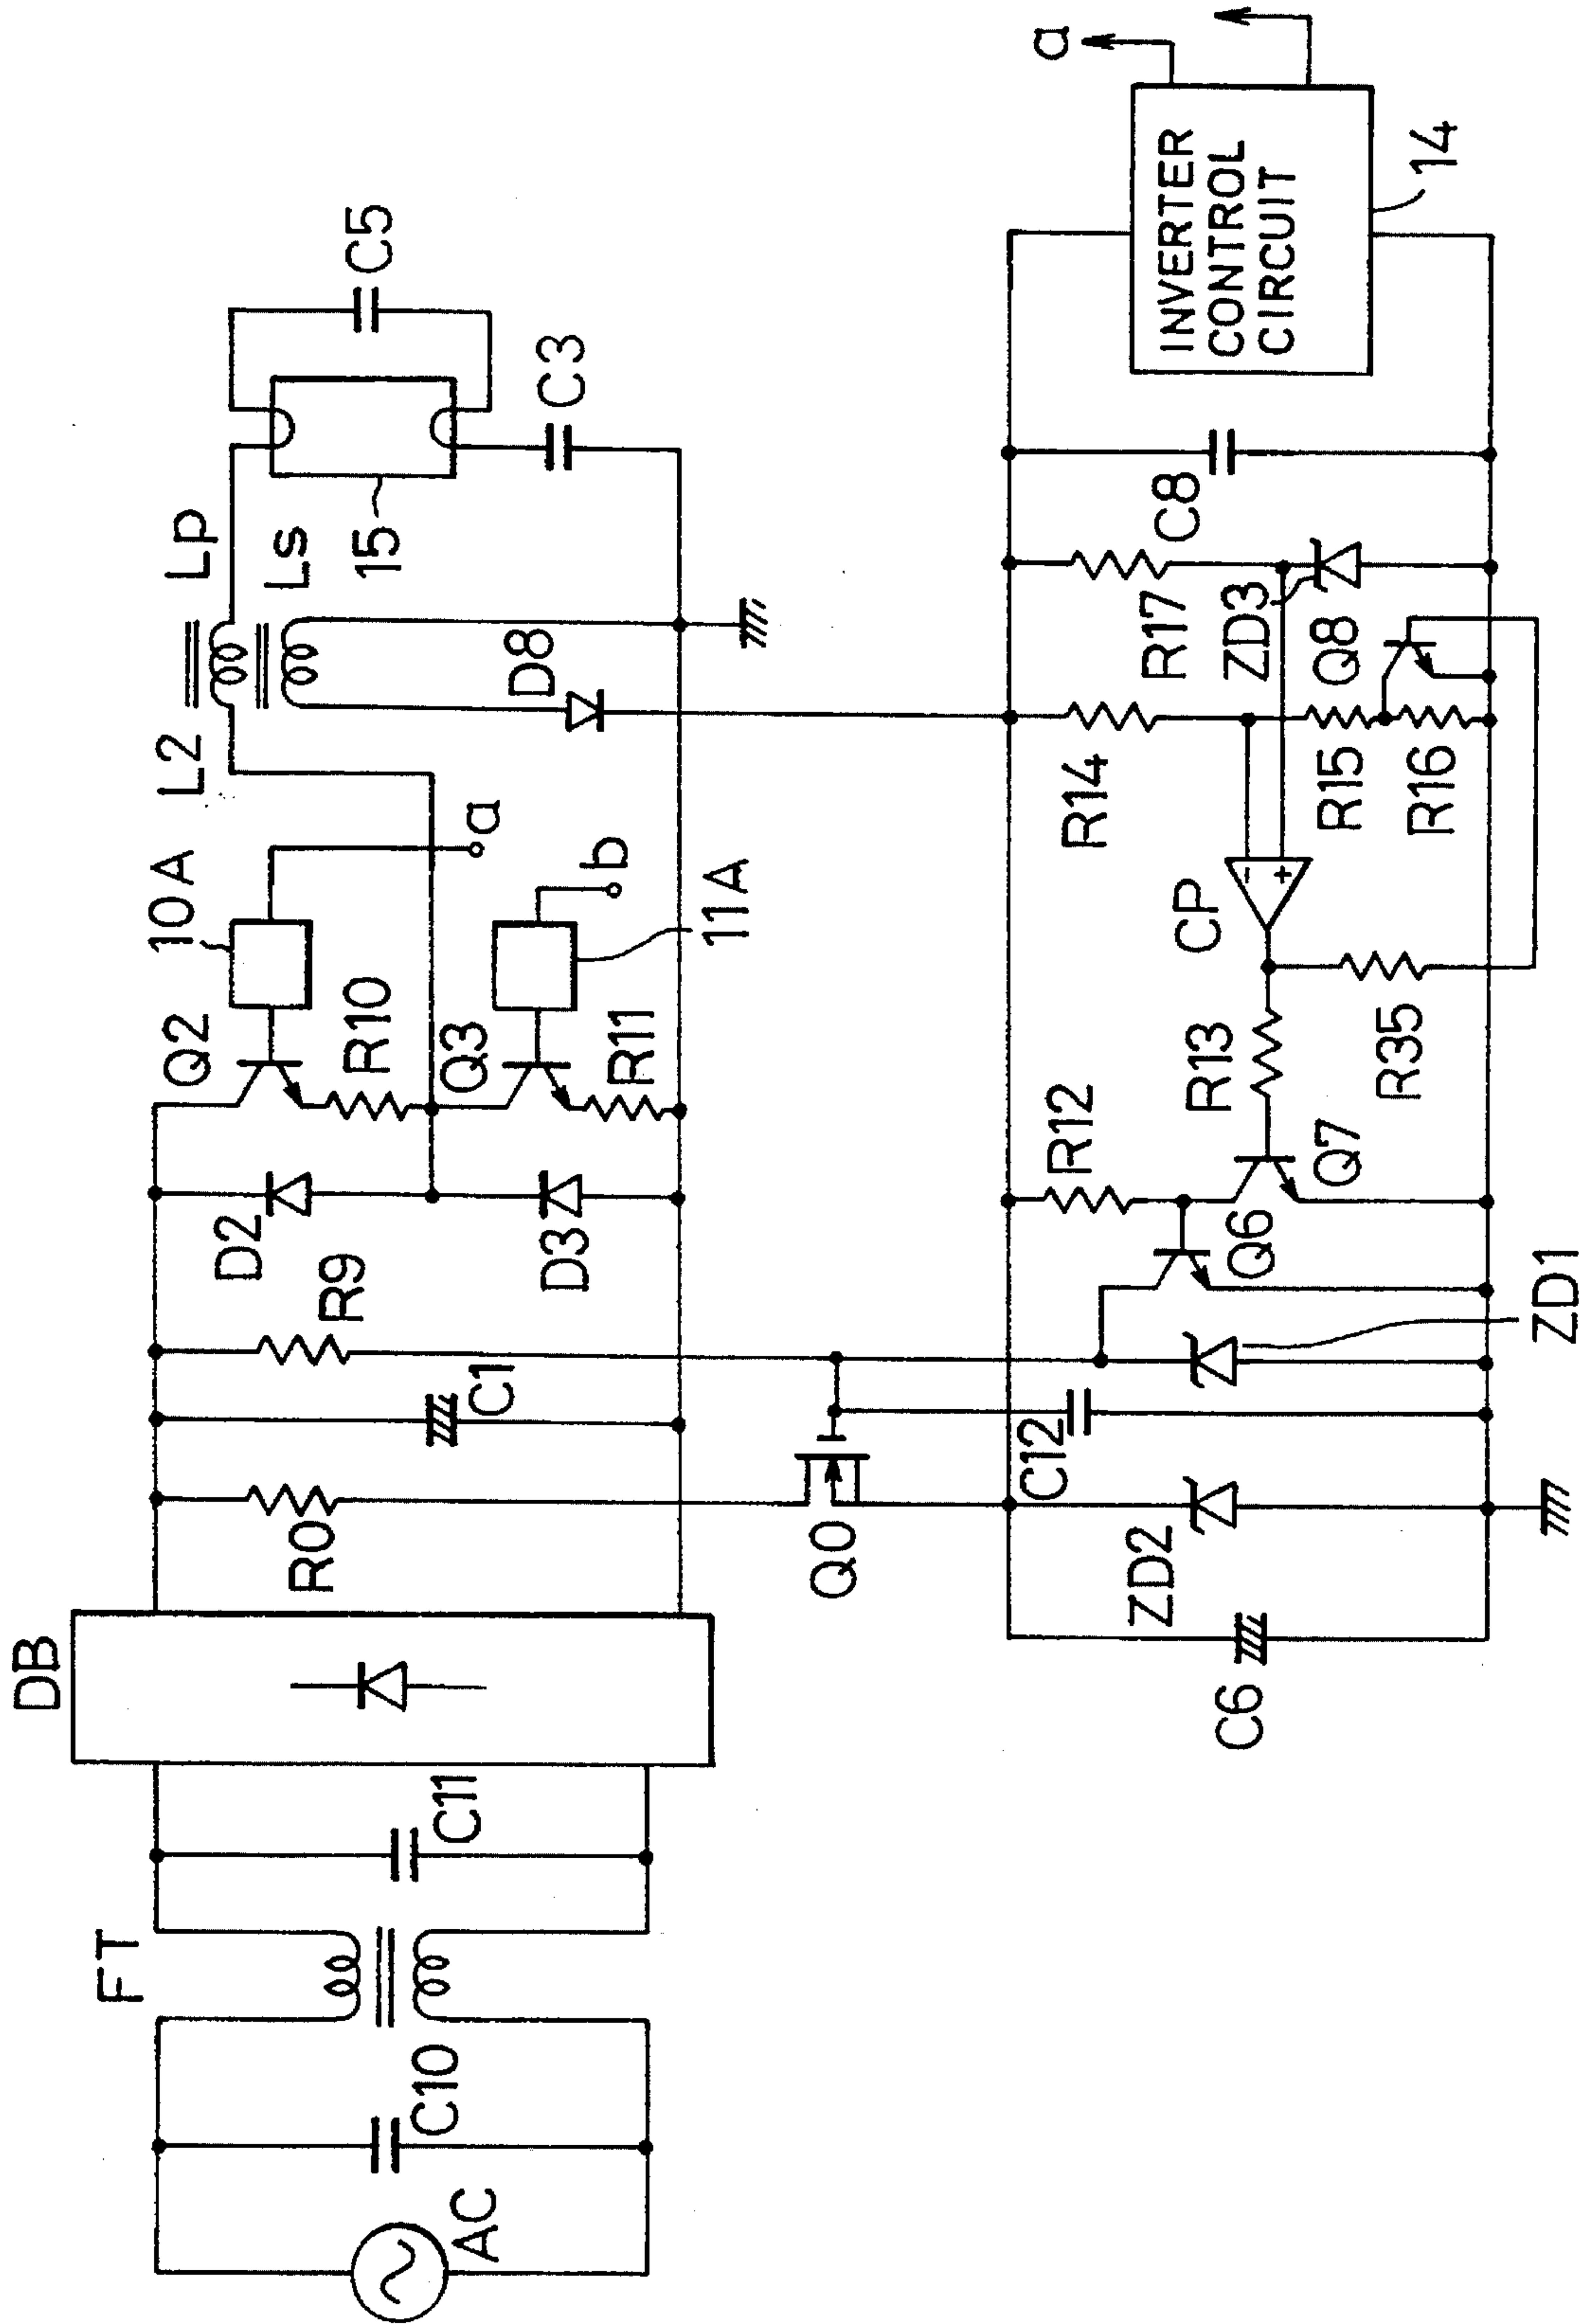 AC
C10
FT
C11
DB
R0
C1
R9
D2
D3
Q2
10A
R10
a
Q3
b
R11
11A
L2
Lp
Ls
15
C5
C3
D8
Q0
C6
ZD2
C12
ZD1
Q6
R12
Q7
R13
R35
CP
-
+
R14
R15
R16
R17
ZD3
Q8
C8
INVERTER
CONTROL
CIRCUIT
14
a